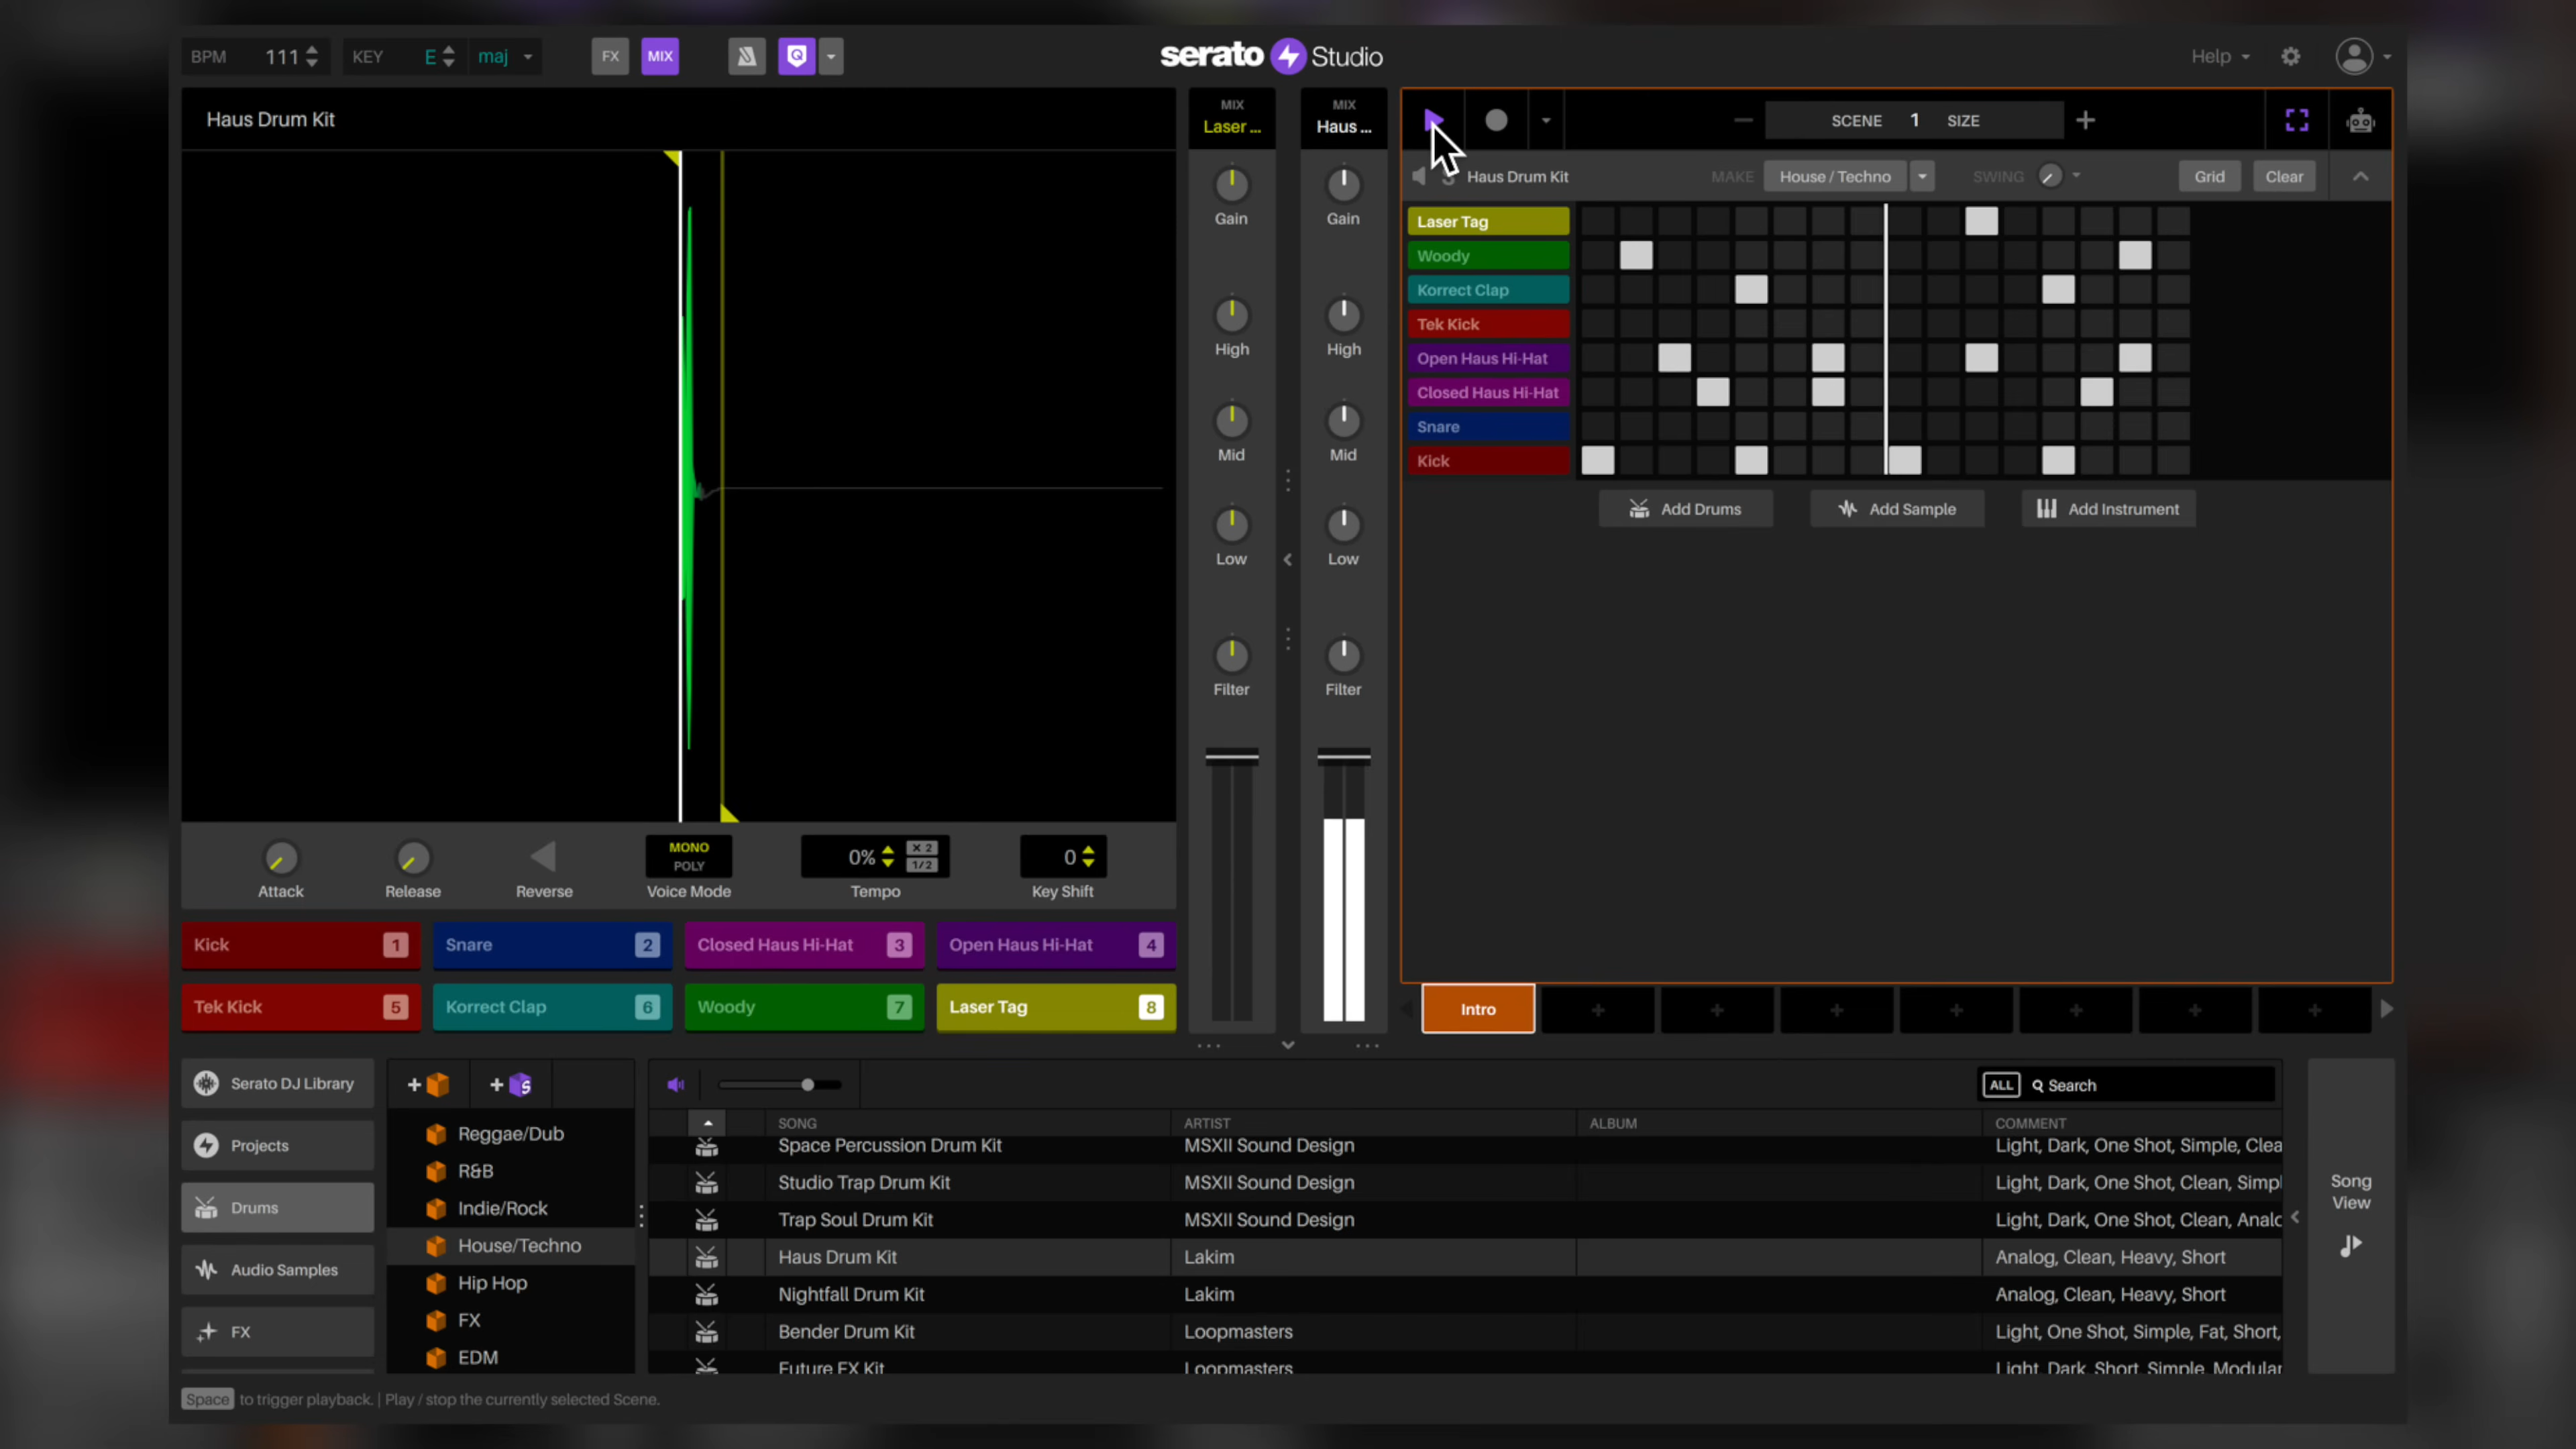 BPM 111 KEY E maj FX MIX serato Studio Help
Haus Drum Kit
MIX
Laser ...
Gain
High
Mid
Low
Filter
MIX
Haus ...
Gain
High
Mid
Low
Filter
SCENE 1 SIZE
Haus Drum Kit MAKE House / Techno SWING Grid Clear
Laser Tag
Woody
Korrect Clap
Tek Kick
Open Haus Hi-Hat
Closed Haus Hi-Hat
Snare
Kick
Add Drums Add Sample Add Instrument
MONO
POLY
0% x 2
1/2
0
Attack Release Reverse Voice Mode Tempo Key Shift
Kick 1 Snare 2 Closed Haus Hi-Hat 3 Open Haus Hi-Hat 4
Tek Kick 5 Korrect Clap 6 Woody 7 Laser Tag 8
Intro
Serato DJ Library
Projects
Drums
Audio Samples
FX
Reggae/Dub
R&B
Indie/Rock
House/Techno
Hip Hop
FX
EDM
ALL Search
SONG ARTIST ALBUM COMMENT
Space Percussion Drum Kit MSXII Sound Design Light, Dark, One Shot, Simple, Clea
Studio Trap Drum Kit MSXII Sound Design Light, Dark, One Shot, Clean, Simpl
Trap Soul Drum Kit MSXII Sound Design Light, Dark, One Shot, Clean, Analo
Haus Drum Kit Lakim Analog, Clean, Heavy, Short
Nightfall Drum Kit Lakim Analog, Clean, Heavy, Short
Bender Drum Kit Loopmasters Light, One Shot, Simple, Fat, Short,
Future FX Kit Loopmasters Light, Dark, Short, Simple, Modular
Song
View
Space to trigger playback. | Play / stop the currently selected Scene.